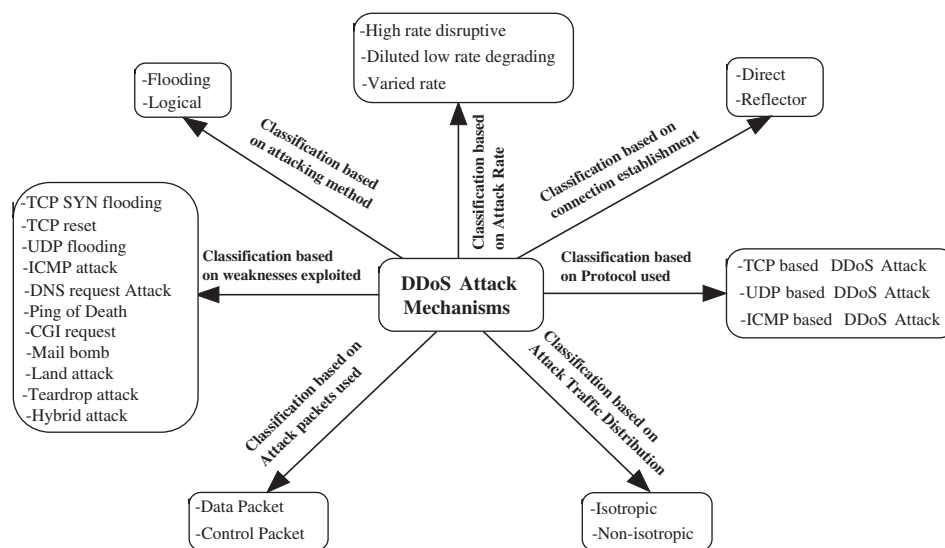 -High rate disruptive
-Diluted low rate degrading
-Varied rate
-Flooding
-Logical
-Direct
-Reflector
Classification based
on attacking method
Classification based
on Attack Rate
Classification based on
connection establishment
-TCP SYN flooding
-TCP reset
-UDP flooding
-ICMP attack
-DNS request Attack
-Ping of Death
-CGI request
-Mail bomb
-Land attack
-Teardrop attack
-Hybrid attack
Classification based
on weaknesses exploited
DDoS Attack
Mechanisms
Classification based
on Protocol used
-TCP based DDoS Attack
-UDP based DDoS Attack
-ICMP based DDoS Attack
Classification based on
Attack packets used
Classification based on
Attack Traffic Distribution
-Data Packet
-Control Packet
-Isotropic
-Non-isotropic